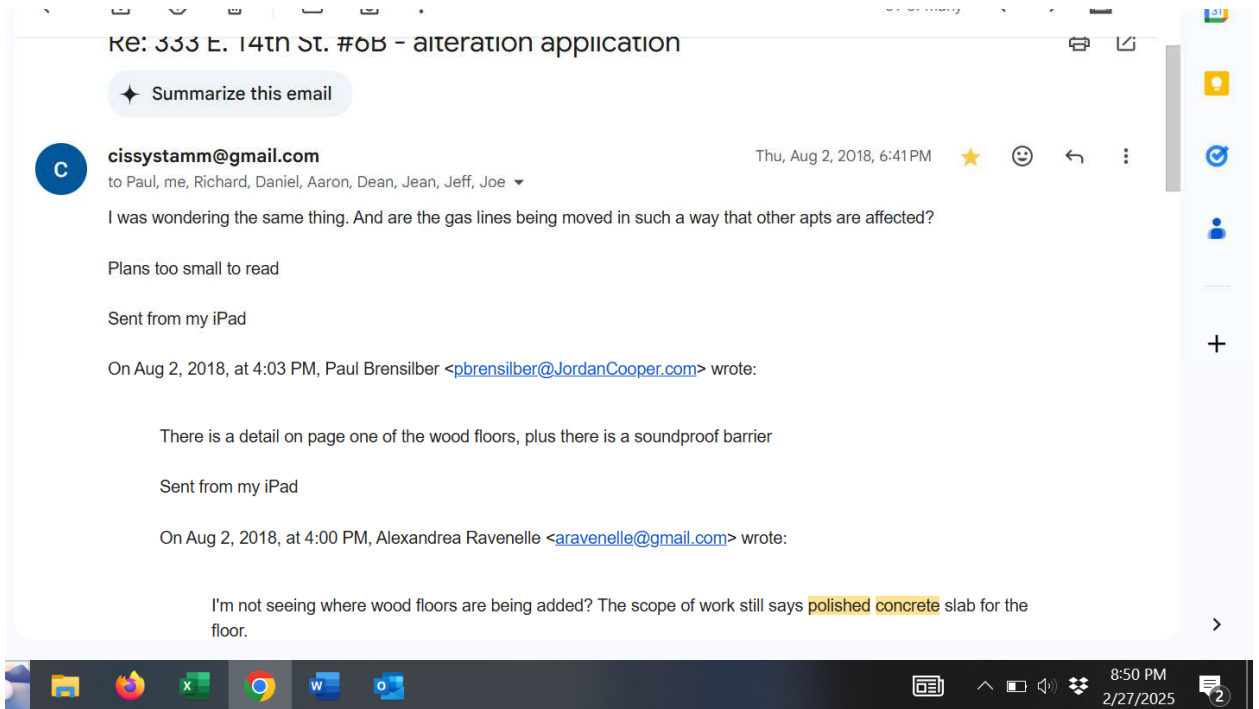 Re: 333 E. 14th St. #6B - alteration application
Summarize this email
C
cissystamm@gmail.com
Thu, Aug 2, 2018, 6:41 PM
to Paul, me, Richard, Daniel, Aaron, Dean, Jean, Jeff, Joe
I was wondering the same thing. And are the gas lines being moved in such a way that other apts are affected?
Plans too small to read
Sent from my iPad
On Aug 2, 2018, at 4:03 PM, Paul Brensilber <pbrensilber@JordanCooper.com> wrote:
There is a detail on page one of the wood floors, plus there is a soundproof barrier
Sent from my iPad
On Aug 2, 2018, at 4:00 PM, Alexandrea Ravenelle <aravenelle@gmail.com> wrote:
I'm not seeing where wood floors are being added? The scope of work still says polished concrete slab for the
floor.
31
8:50 PM
2/27/2025
2